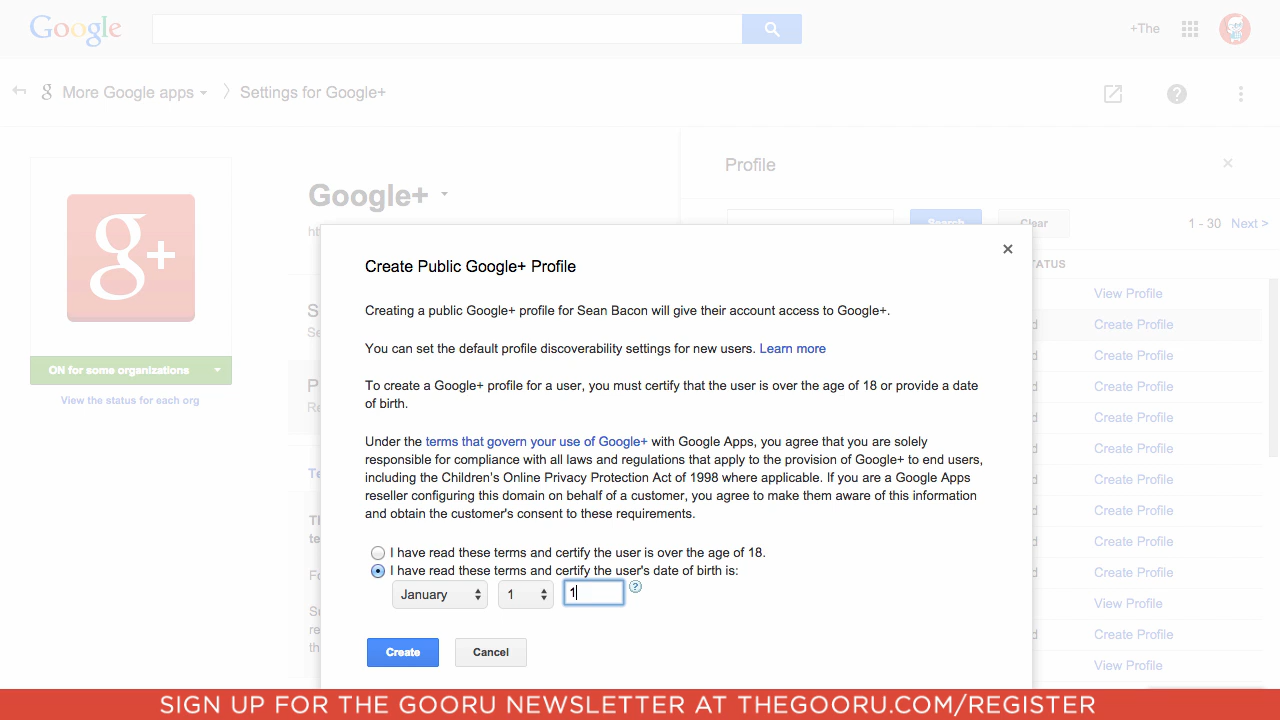 Google
+The
More Google apps
Settings for Google+
Profile
Google+
Search
Clear
1 - 30 Next >
View Profile
Create Profile
Create Profile
Create Profile
Create Profile
Create Profile
Create Profile
Create Profile
Create Profile
Create Profile
View Profile
Create Profile
View Profile
g+
ON for some organizations
View the status for each org
Create Public Google+ Profile
Creating a public Google+ profile for Sean Bacon will give their account access to Google+.
You can set the default profile discoverability settings for new users. Learn more
To create a Google+ profile for a user, you must certify that the user is over the age of 18 or provide a date
of birth.
Under the terms that govern your use of Google+ with Google Apps, you agree that you are solely
responsible for compliance with all laws and regulations that apply to the provision of Google+ to end users,
including the Children's Online Privacy Protection Act of 1998 where applicable. If you are a Google Apps
reseller configuring this domain on behalf of a customer, you agree to make them aware of this information
and obtain the customer's consent to these requirements.
I have read these terms and certify the user is over the age of 18.
I have read these terms and certify the user's date of birth is:
January 1 1
Create Cancel
SIGN UP FOR THE GOORU NEWSLETTER AT THEGOORU.COM/REGISTER